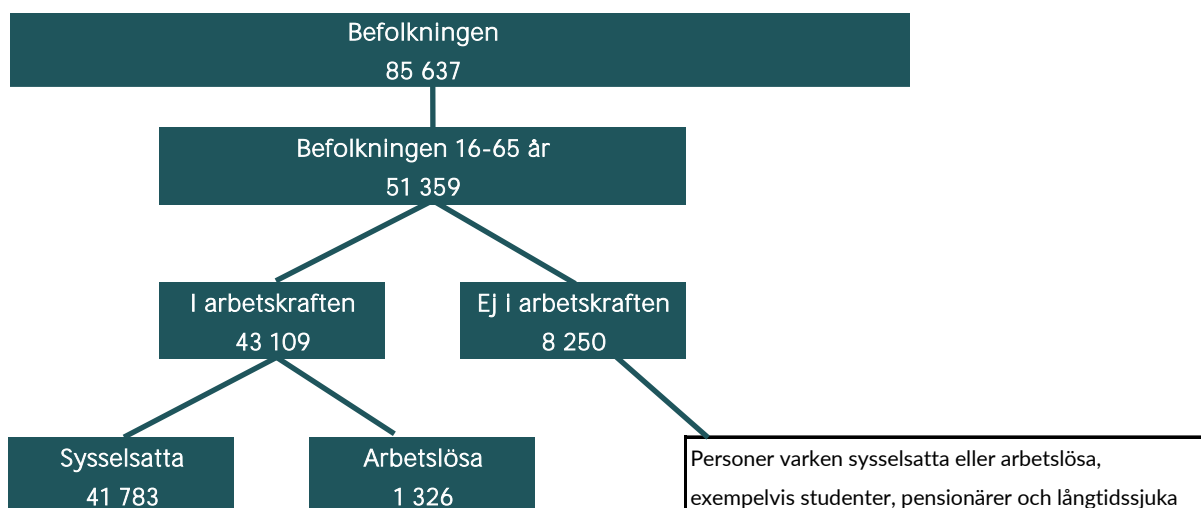 Befolkningen
85 637
Befolkningen 16-65 år
51 359
I arbetskraften
43 109
Ej i arbetskraften
8 250
Sysselsatta
41 783
Arbetslösa
1 326
Personer varken sysselsatta eller arbetslösa,
exempelvis studenter, pensionärer och långtidssjuka